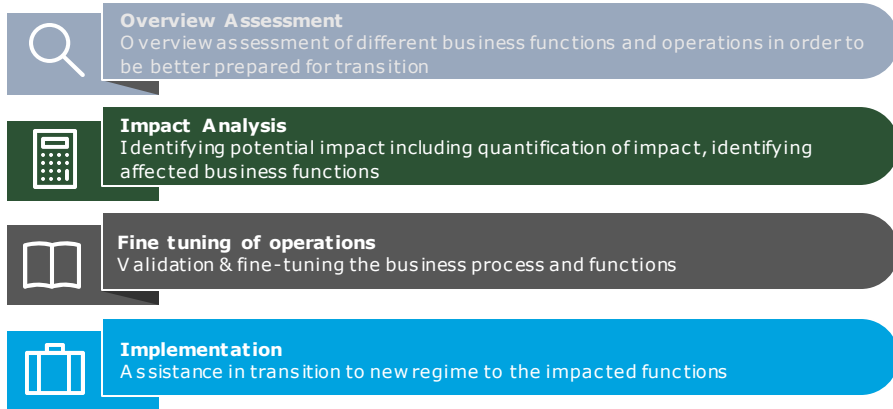 Overview Assessment
Overview assessment of different business functions and operations in order to
be better prepared for transition
Impact Analysis
Identifying potential impact including quantification of impact, identifying
affected business functions
Fine tuning of operations
Validation & fine-tuning the business process and functions
Implementation
Assistance in transition to new regime to the impacted functions